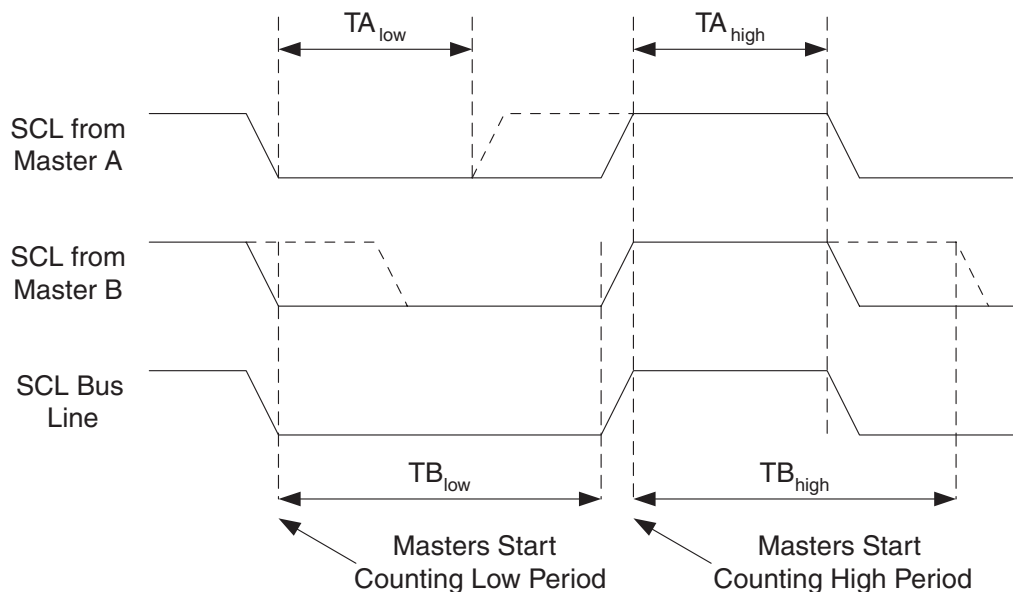 TA low
TA high
SCL from
Master A
SCL from
Master B
SCL Bus
Line
TB low
TB high
Masters Start
Counting Low Period
Masters Start
Counting High Period